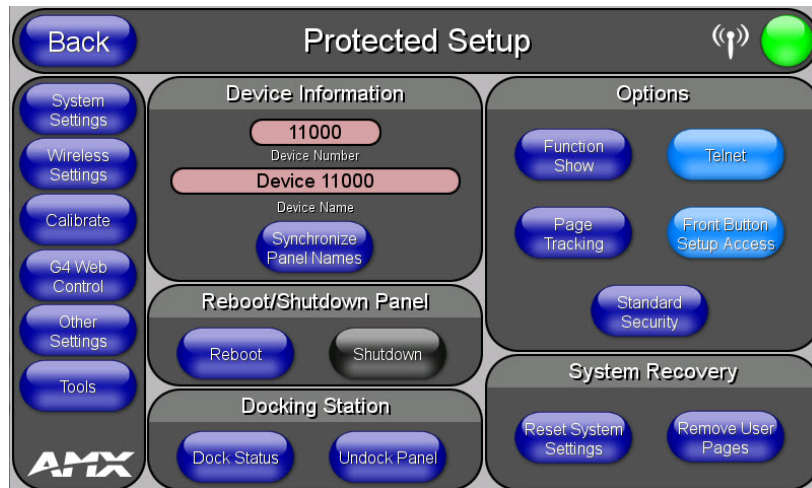 Back
Protected Setup
System
Settings
Wireless
Settings
Calibrate
G4 Web
Control
Other
Settings
Tools
AMX
Device Information
11000
Device Number
Device 11000
Device Name
Synchronize
Panel Names
Reboot/Shutdown Panel
Reboot
Shutdown
Docking Station
Dock Status
Undock Panel
Options
Function
Show
Telnet
Page
Tracking
Front Button
Setup Access
Standard
Security
System Recovery
Reset System
Settings
Remove User
Pages